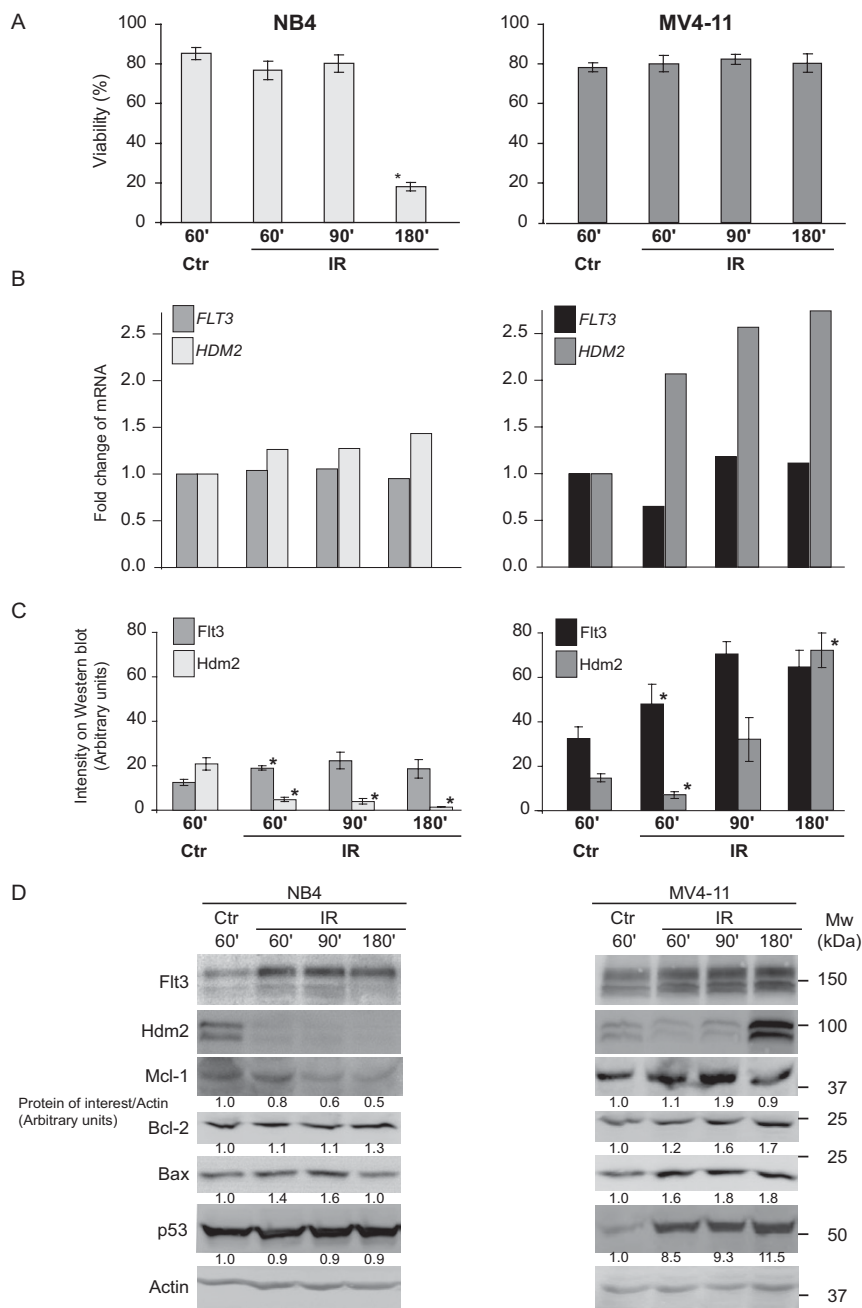 A
NB4
MV4-11
Viability (%)
100
80
60
40
20
0
*
60' 60' 90' 180'
Ctr IR
100
80
60
40
20
0
60' 60' 90' 180'
Ctr IR
B
Fold change of mRNA
FLT3
HDM2
2.5
2.0
1.5
1.0
0.5
0.0
FLT3
HDM2
2.5
2.0
1.5
1.0
0.5
0.0
C
Intensity on Western blot
(Arbitrary units)
Flt3
Hdm2
80
60
40
20
0
* * * *
60' 60' 90' 180'
Ctr IR
Flt3
Hdm2
80
60
40
20
0
* * *
60' 60' 90' 180'
Ctr IR
D
NB4 MV4-11
Ctr IR Ctr IR Mw
60' 60' 90' 180' 60' 60' 90' 180' (kDa)
Flt3 150
Hdm2 100
Mcl-1 37
Protein of interest/Actin
(Arbitrary units)
1.0 0.8 0.6 0.5 1.0 1.1 1.9 0.9
Bcl-2 25
1.0 1.1 1.1 1.3 1.0 1.2 1.6 1.7
25
Bax
1.0 1.4 1.6 1.0 1.0 1.6 1.8 1.8
p53 50
1.0 0.9 0.9 0.9 1.0 8.5 9.3 11.5
Actin 37